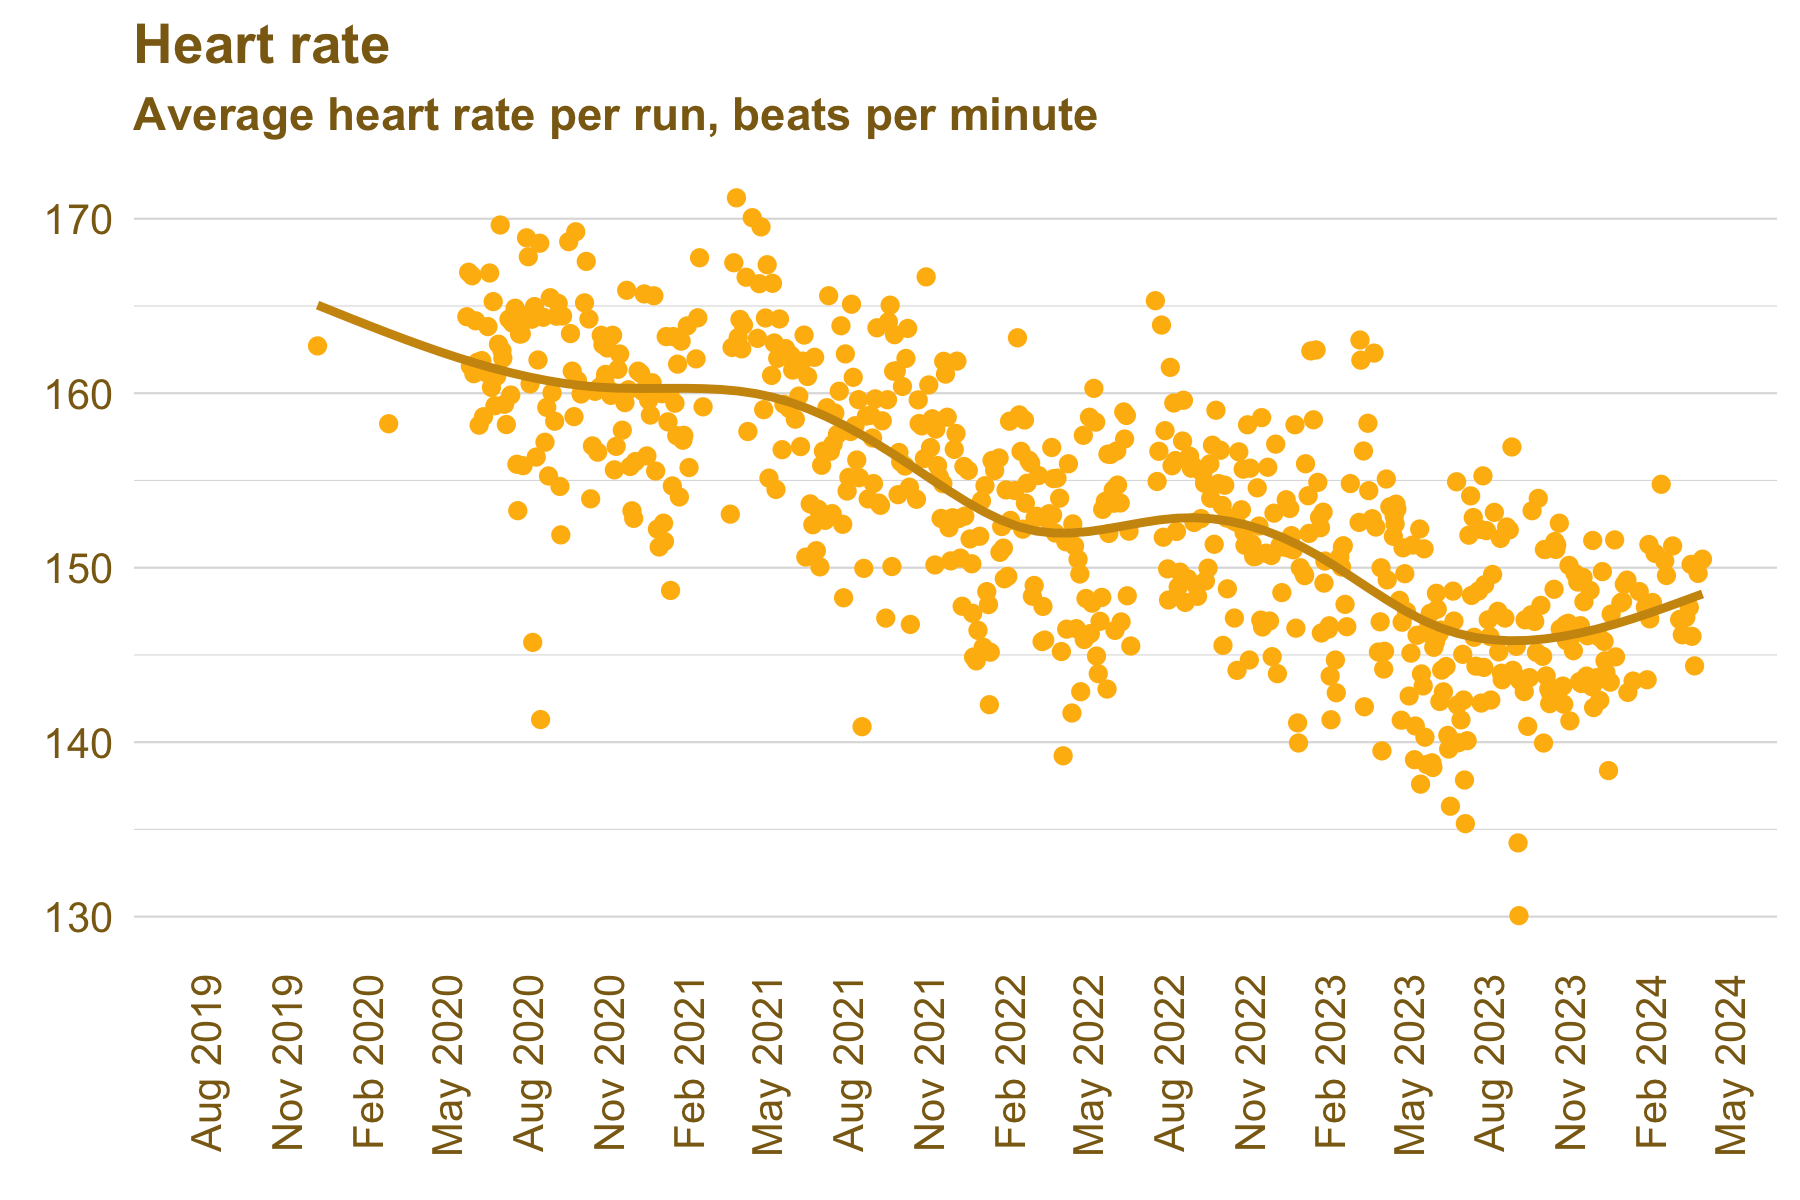 Heart rate
Average heart rate per run, beats per minute
170
160
150
140
130
Aug 2019
Nov 2019
Feb 2020
May 2020
Aug 2020
Nov 2020
Feb 2021
May 2021
Aug 2021
Nov 2021
Feb 2022
May 2022
Aug 2022
Nov 2022
Feb 2023
May 2023
Aug 2023
Nov 2023
Feb 2024
May 2024